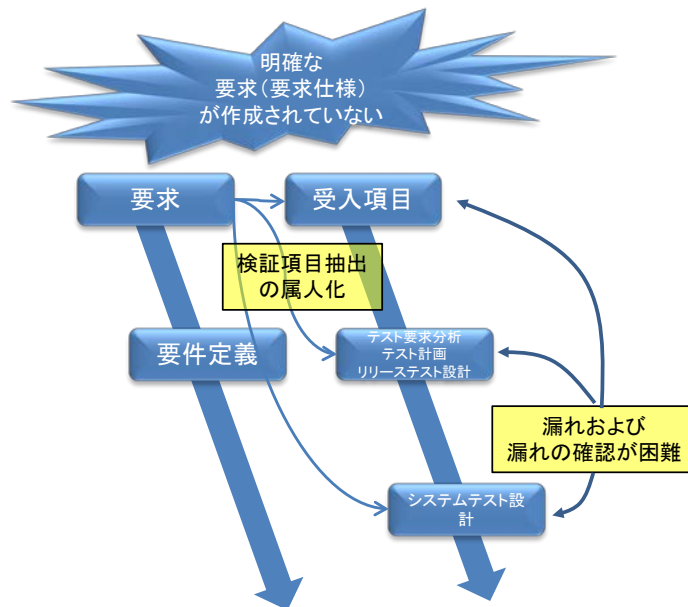 明確な
要求(要求仕様)
が作成されていない
要求
受入項目
検証項目抽出
の属人化
要件定義
テスト要求分析
テスト計画
リリーステスト設計
漏れおよび
漏れの確認が困難
システムテスト設
計